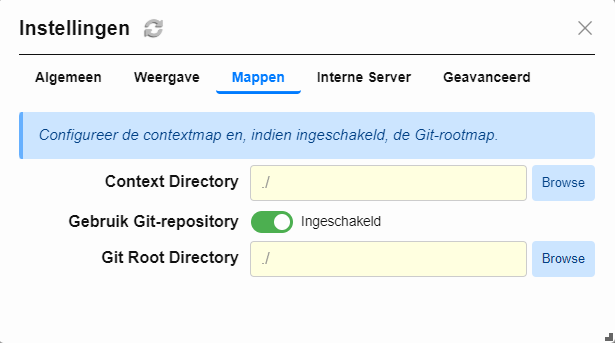 Instellingen
Algemeen Weergave Mappen Interne Server Geavanceerd
Configureer de contextmap en, indien ingeschakeld, de Git-rootmap.
Context Directory ./ Browse
Gebruik Git-repository Ingeschakeld
Git Root Directory ./ Browse